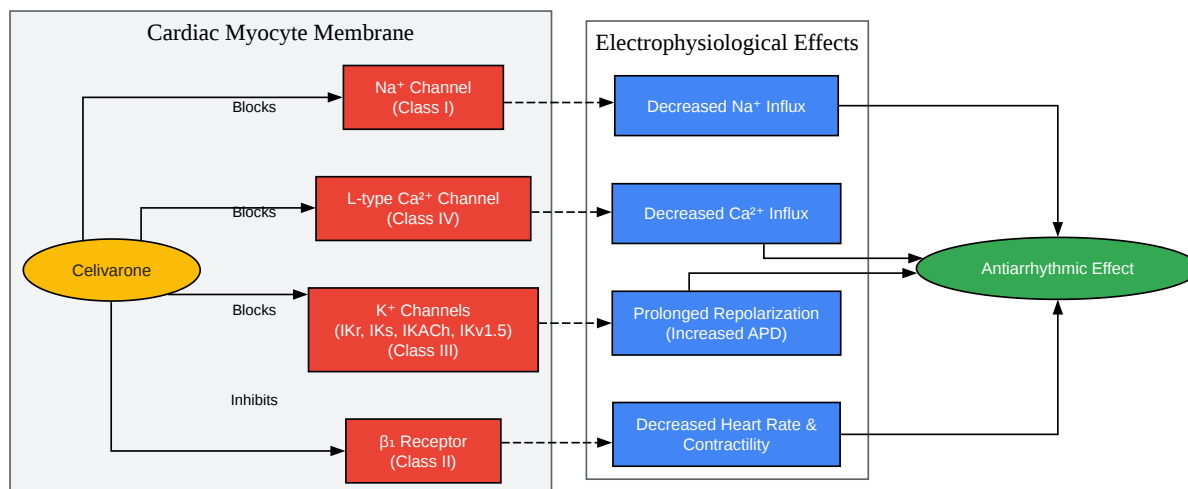 Cardiac Myocyte Membrane
Electrophysiological Effects
Na⁺ Channel
(Class I)
Blocks
Decreased Na⁺ Influx
L-type Ca²⁺ Channel
(Class IV)
Blocks
Decreased Ca²⁺ Influx
Celivarone
Antiarrhythmic Effect
K⁺ Channels
(IKr, IKs, IKACh, IKv1.5)
(Class III)
Blocks
Prolonged Repolarization
(Increased APD)
Inhibits
β₁ Receptor
(Class II)
Decreased Heart Rate &
Contractility